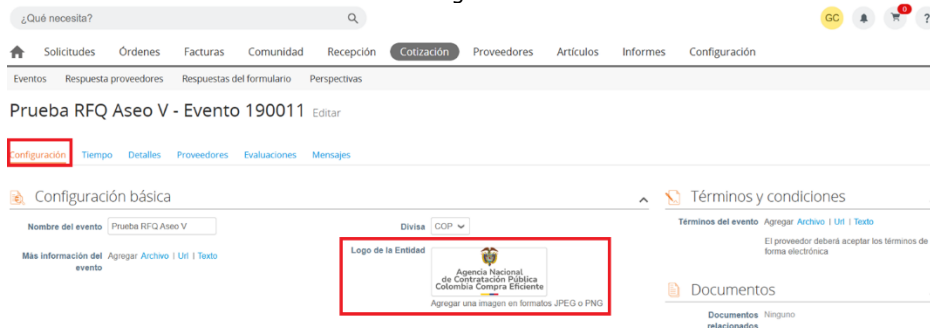 ¿Qué necesita?
GC
0
?
Solicitudes Órdenes Facturas Comunidad Recepción Cotización Proveedores Artículos Informes Configuración
Eventos Respuesta proveedores Respuestas del formulario Perspectivas
Prueba RFQ Aseo V - Evento 190011 Editar
Configuración Tiempo Detalles Proveedores Evaluaciones Mensajes
Configuración básica
Nombre del evento Prueba RFQ Aseo V
Más información del evento Agregar Archivo | Url | Texto
Divisa COP
Logo de la Entidad
Agencia Nacional
de Contratación Pública
Colombia Compra Eficiente
Agregar una imagen en formatos JPEG o PNG
Términos y condiciones
Términos del evento Agregar Archivo | Url | Texto
El proveedor deberá aceptar los términos de
forma electrónica
Documentos
Documentos relacionados Ninguno